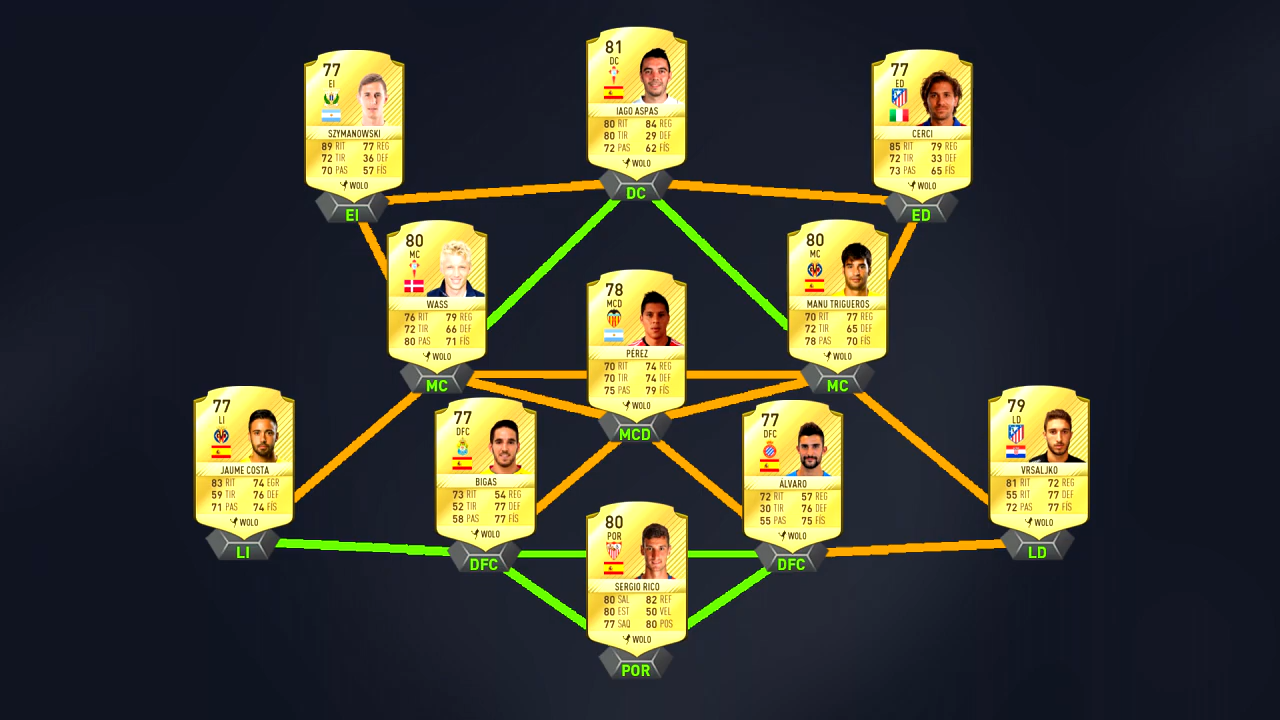 77
EI
SZYMANOWSKI
89 RIT 77 REG
72 TIR 36 DEF
70 PAS 57 FÍS
WOLO
EI
81
DC
IAGO ASPAS
80 RIT 84 REG
80 TIR 29 DEF
72 PAS 62 FÍS
WOLO
DC
77
ED
CERCI
85 RIT 79 REG
72 TIR 33 DEF
73 PAS 65 FÍS
WOLO
ED
80
MC
WASS
76 RIT 79 REG
72 TIR 66 DEF
80 PAS 71 FÍS
WOLO
MC
78
MCD
PÉREZ
70 RIT 74 REG
70 TIR 74 DEF
75 PAS 79 FÍS
WOLO
MCD
80
MC
MANU TRIGUEROS
70 RIT 77 REG
72 TIR 65 DEF
78 PAS 70 FÍS
WOLO
MC
77
LI
JAUME COSTA
83 RIT 74 EGR
59 TIR 76 DEF
71 PAS 74 FÍS
WOLO
LI
77
DFC
BIGAS
73 RIT 54 REG
52 TIR 77 DEF
58 PAS 77 FÍS
WOLO
DFC
77
DFC
ÁLVARO
72 RIT 57 REG
30 TIR 76 DEF
55 PAS 75 FÍS
WOLO
DFC
79
LD
VRSALJKO
81 RIT 72 REG
55 RIT 77 DEF
72 PAS 77 FÍS
WOLO
LD
80
POR
SERGIO RICO
80 SAL 82 REF
80 EST 50 VEL
77 SAQ 80 POS
WOLO
POR